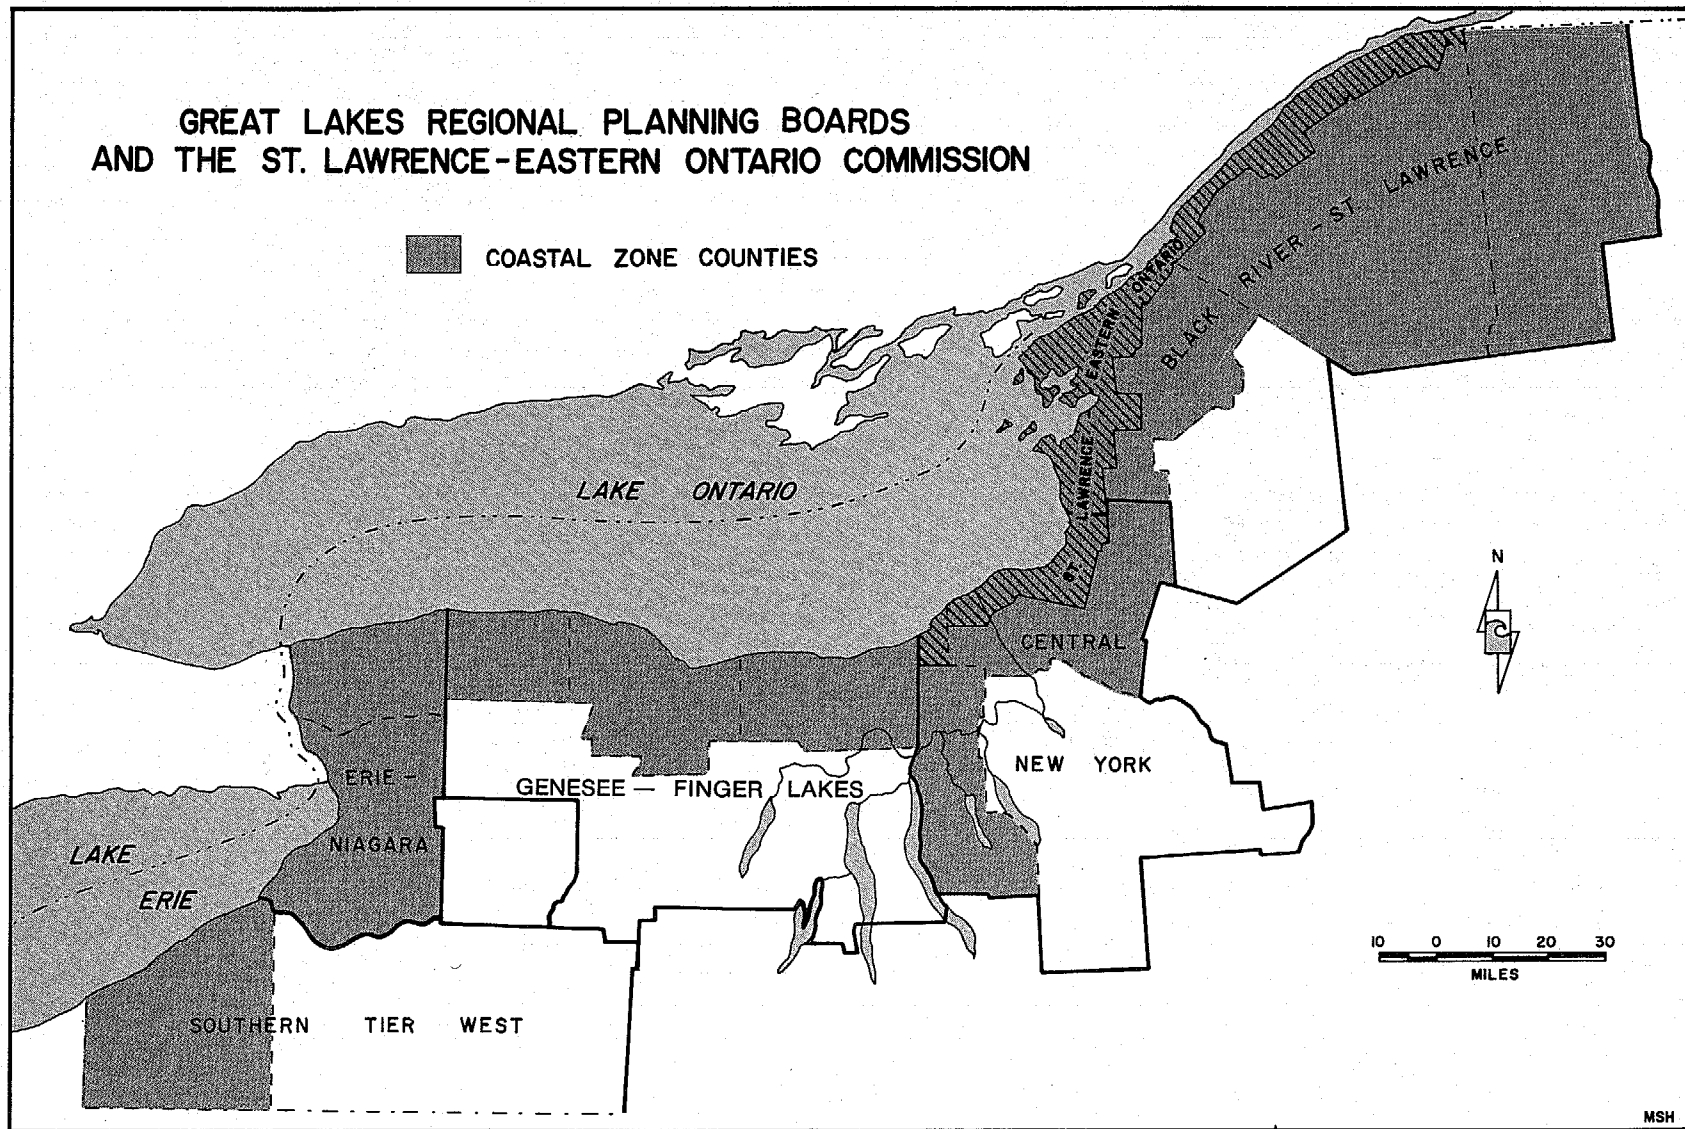 GREAT LAKES REGIONAL PLANNING BOARDS
AND THE ST. LAWRENCE-EASTERN ONTARIO COMMISSION
COASTAL ZONE COUNTIES
BLACK RIVER - ST. LAWRENCE
ST. LAWRENCE EASTERN ONTARIO
LAKE ONTARIO
N
CENTRAL
NEW YORK
ERIE -
NIAGARA
GENESEE — FINGER LAKES
LAKE
ERIE
10 0 10 20 30
MILES
SOUTHERN TIER WEST
MSH